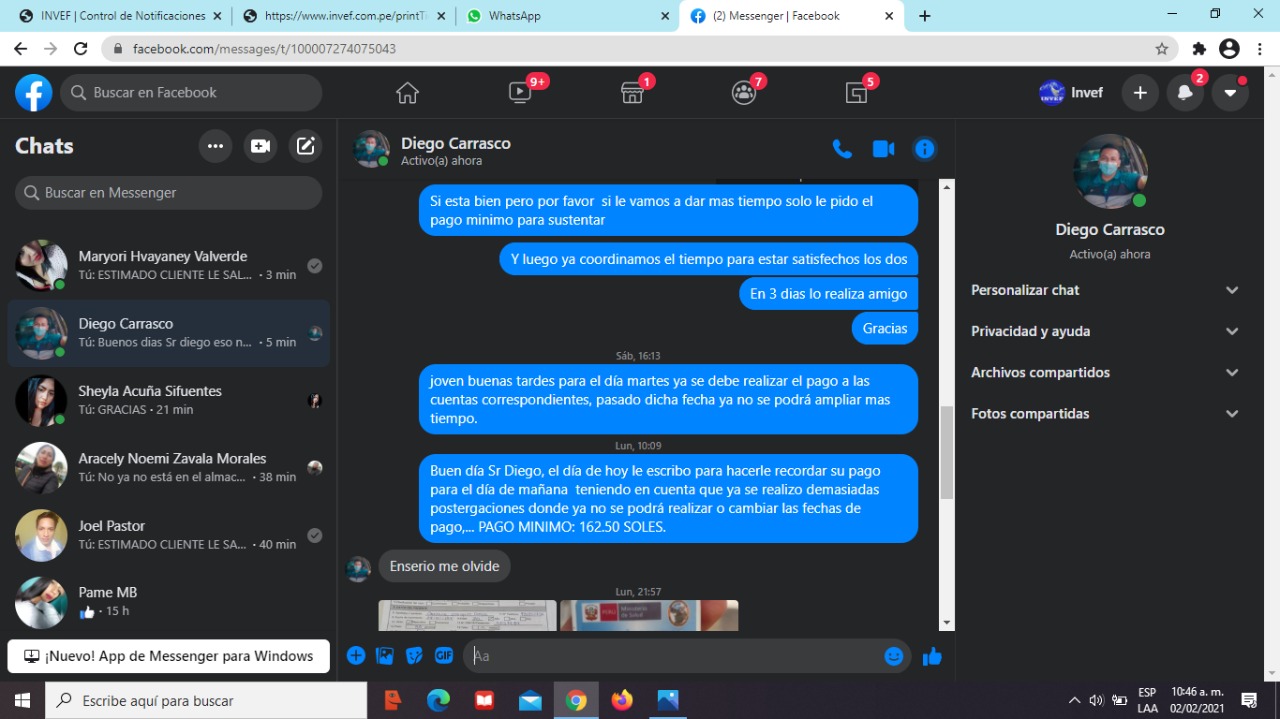 INVEF | Control de Notificaciones
https://www.invef.com.pe/printTi
WhatsApp
(2) Messenger | Facebook
facebook.com/messages/t/100007274075043
Buscar en Facebook
9+
1
7
5
Invef
2
Chats
Buscar en Messenger
Maryori Hvayaney Valverde
Tú: ESTIMADO CLIENTE LE SAL... · 3 min
Diego Carrasco
Tú: Buenos dias Sr diego eso n... · 5 min
Sheyla Acuña Sifuentes
Tú: GRACIAS · 21 min
Aracely Noemi Zavala Morales
Tú: No ya no está en el almac... · 38 min
Joel Pastor
Tú: ESTIMADO CLIENTE LE SA... · 40 min
Pame MB
· 15 h
¡Nuevo! App de Messenger para Windows
Diego Carrasco
Activo(a) ahora
Si esta bien pero por favor si le vamos a dar mas tiempo solo le pido el
pago minimo para sustentar
Y luego ya coordinamos el tiempo para estar satisfechos los dos
En 3 dias lo realiza amigo
Gracias
Sáb, 16:13
joven buenas tardes para el día martes ya se debe realizar el pago a las
cuentas correspondientes, pasado dicha fecha ya no se podrá ampliar mas
tiempo.
Lun, 10:09
Buen día Sr Diego, el día de hoy le escribo para hacerle recordar su pago
para el día de mañana teniendo en cuenta que ya se realizo demasiadas
postergaciones donde ya no se podrá realizar o cambiar las fechas de
pago,... PAGO MINIMO: 162.50 SOLES.
Enserio me olvide
Lun, 21:57
PERÚ
Ministerio
de Salud
GIF
Aa
Diego Carrasco
Activo(a) ahora
Personalizar chat
Privacidad y ayuda
Archivos compartidos
Fotos compartidas
Escribe aquí para buscar
ESP
LAA
10:46 a. m.
02/02/2021